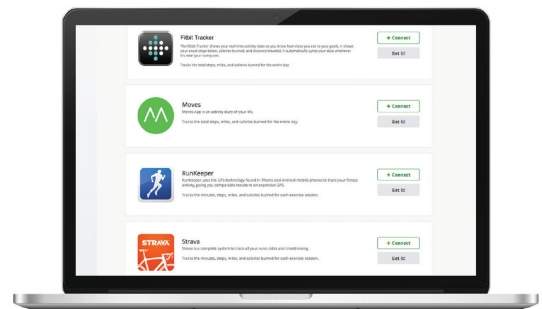 Fitbit Tracker
The Fitbit Tracker shows your real-time activity stats so you know how close you are to your goals. It shows
your exact steps taken, calories burned, and distance traveled. It automatically syncs your data whenever
it's near your computer.
Tracks the total steps, miles, and calories burned for the entire day.
+ Connect
Get It!
Moves
Moves App is an activity diary of your life.
Tracks the total steps, miles, and calories burned for the entire day.
+ Connect
Get It!
RunKeeper
RunKeeper uses the GPS technology found in iPhone and Android mobile phones to track your fitness
activity, giving you comparable results to an expensive GPS.
Tracks the minutes, steps, miles, and calories burned for each exercise session.
+ Connect
Get It!
STRAVA
Strava
Strava is a complete system to track all your runs, rides and conditioning.
Tracks the minutes, steps, miles, and calories burned for each exercise session.
+ Connect
Get It!